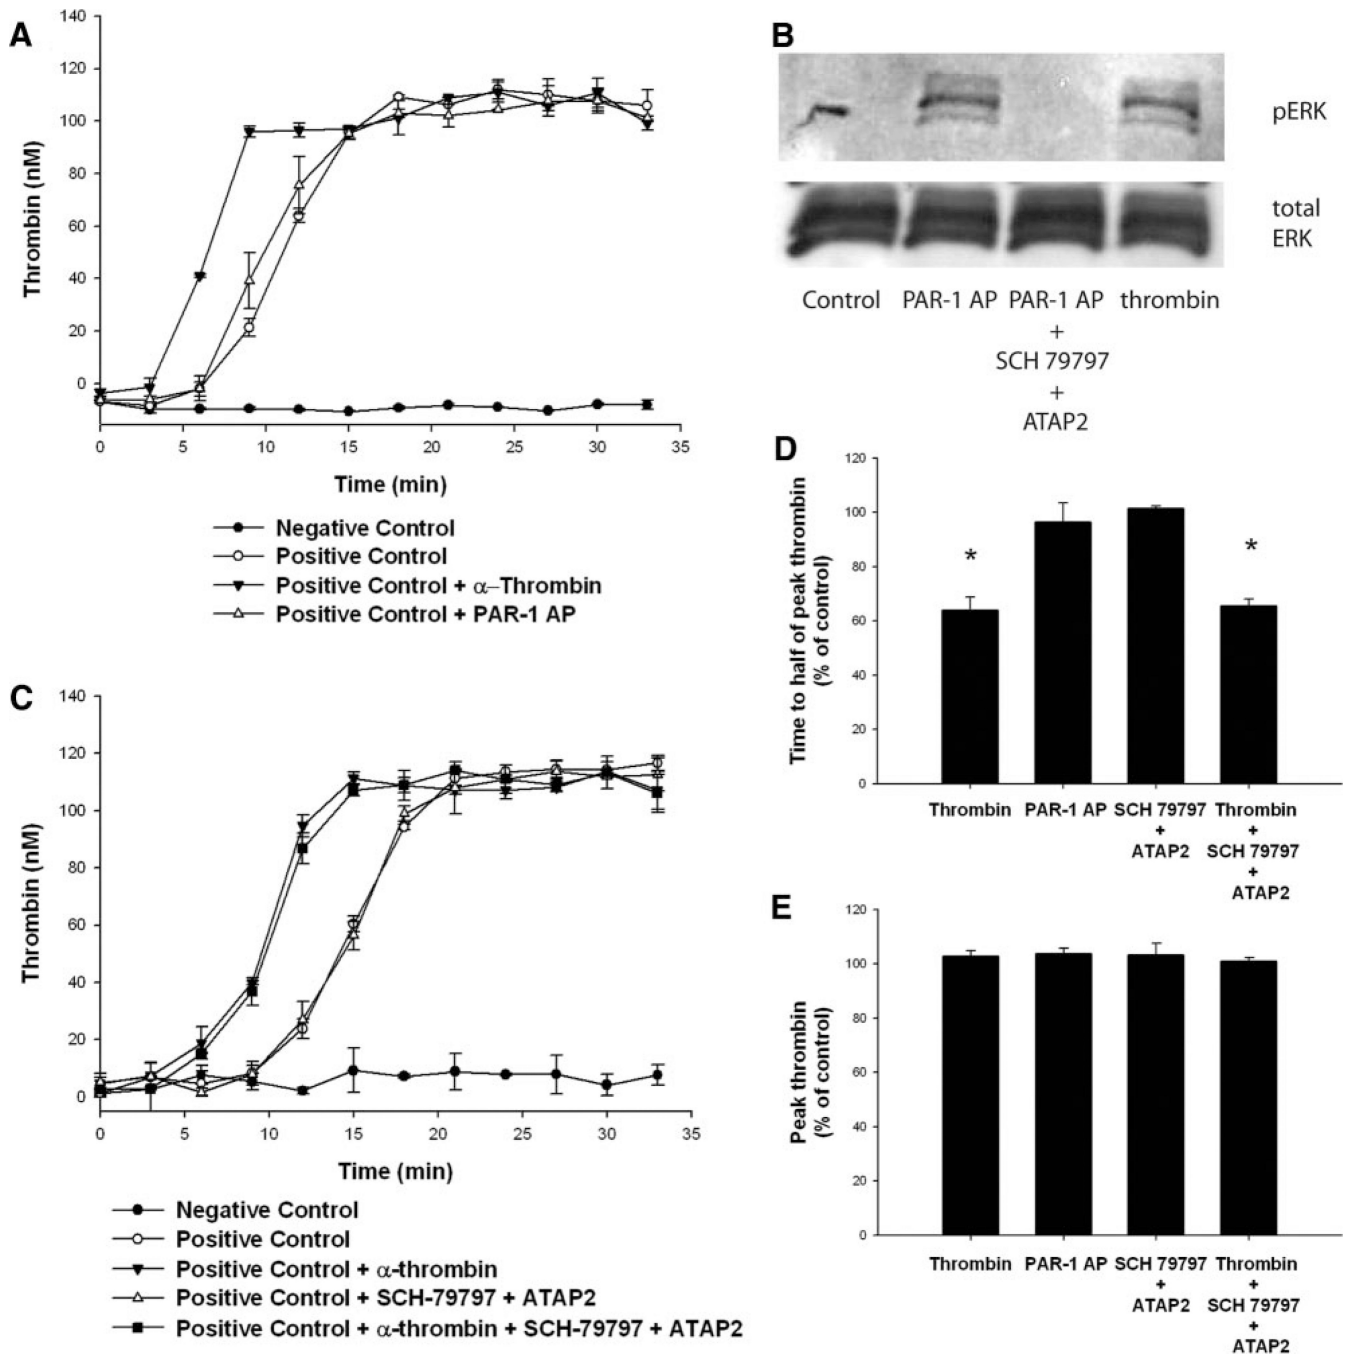 A
140
120
100
80
60
40
20
0
Thrombin (nM)
0 5 10 15 20 25 30 35
Time (min)
Negative Control
Positive Control
Positive Control + α–Thrombin
Positive Control + PAR-1 AP
B
pERK
total
ERK
Control PAR-1 AP PAR-1 AP thrombin
+
SCH 79797
+
ATAP2
C
140
120
100
80
60
40
20
0
Thrombin (nM)
0 5 10 15 20 25 30 35
Time (min)
Negative Control
Positive Control
Positive Control + α-thrombin
Positive Control + SCH-79797 + ATAP2
Positive Control + α-thrombin + SCH-79797 + ATAP2
D
120
100
80
60
40
20
0
Time to half of peak thrombin
(% of control)
*
*
Thrombin PAR-1 AP SCH 79797 Thrombin
+ +
ATAP2 SCH 79797
+
ATAP2
E
120
100
80
60
40
20
0
Peak thrombin
(% of control)
Thrombin PAR-1 AP SCH 79797 Thrombin
+ +
ATAP2 SCH 79797
+
ATAP2